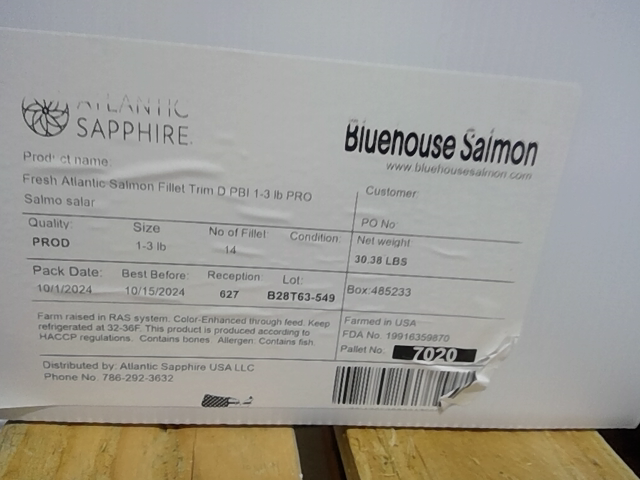 ATLANTIC
SAPPHIRE
Bluehouse Salmon
www.bluehousesalmon.com
Product name:
Fresh Atlantic Salmon Fillet Trim D PBI 1-3 lb PRO
Salmo salar
Customer:
PO No:
Quality:
PROD
Size
1-3 lb
No of Fillet:
14
Condition:
Net weight:
30.38 LBS
Pack Date:
10/1/2024
Best Before:
10/15/2024
Reception:
627
Lot:
B28T63-549
Box:485233
Farm raised in RAS system. Color-Enhanced through feed. Keep
refrigerated at 32-36F. This product is produced according to
HACCP regulations. Contains bones. Allergen: Contains fish.
Farmed in USA
FDA No. 19916359870
Pallet No. 7020
Distributed by: Atlantic Sapphire USA LLC
Phone No. 786-292-3632